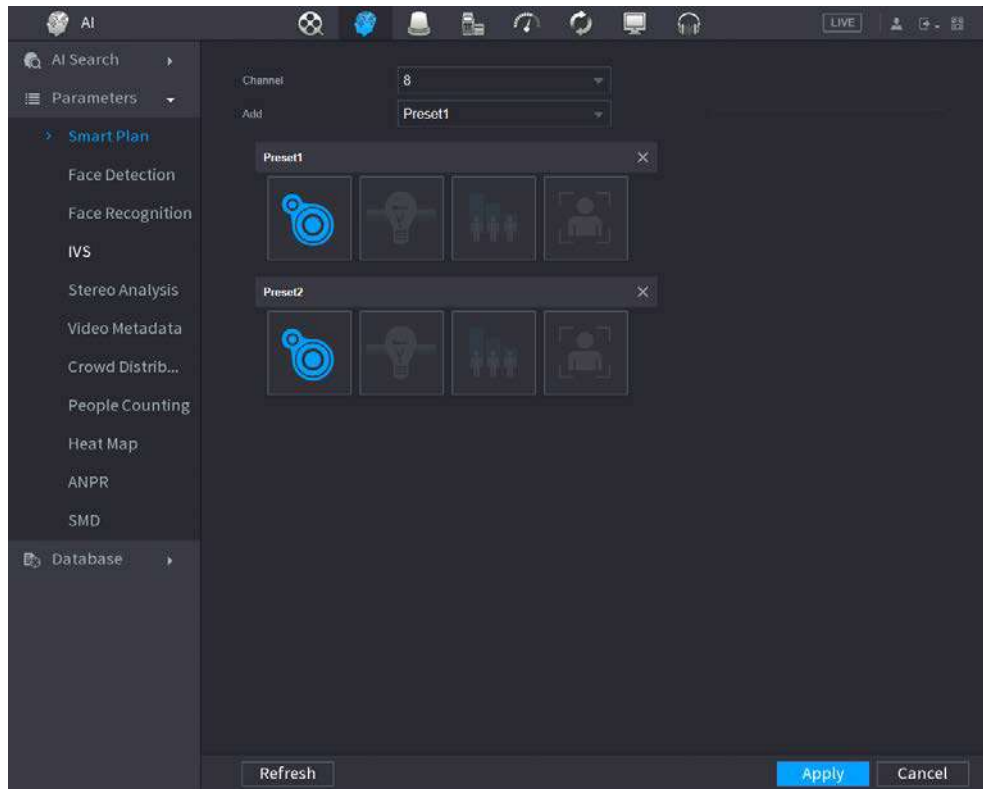 AI
LIVE
AI Search
Parameters
Smart Plan
Face Detection
Face Recognition
IVS
Stereo Analysis
Video Metadata
Crowd Distrib...
People Counting
Heat Map
ANPR
SMD
Database
Channel 8
Add Preset1
Preset1
Preset2
Refresh Apply Cancel